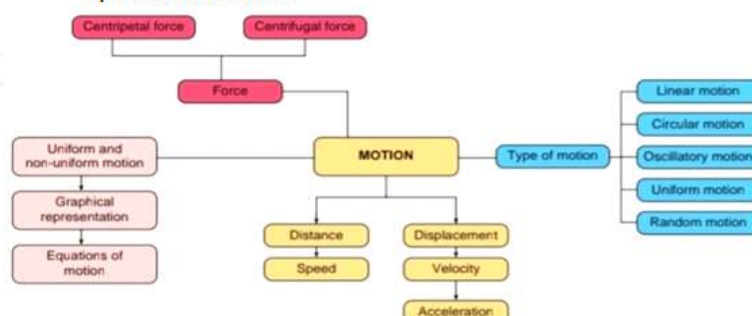 Centripetal force
Centrifugal force
Force
Linear motion
Circular motion
Uniform and
non-uniform motion
MOTION
Type of motion
Oscillatory motion
Uniform motion
Graphical
representation
Random motion
Distance
Displacement
Equations of
motion
Speed
Velocity
Acceleration